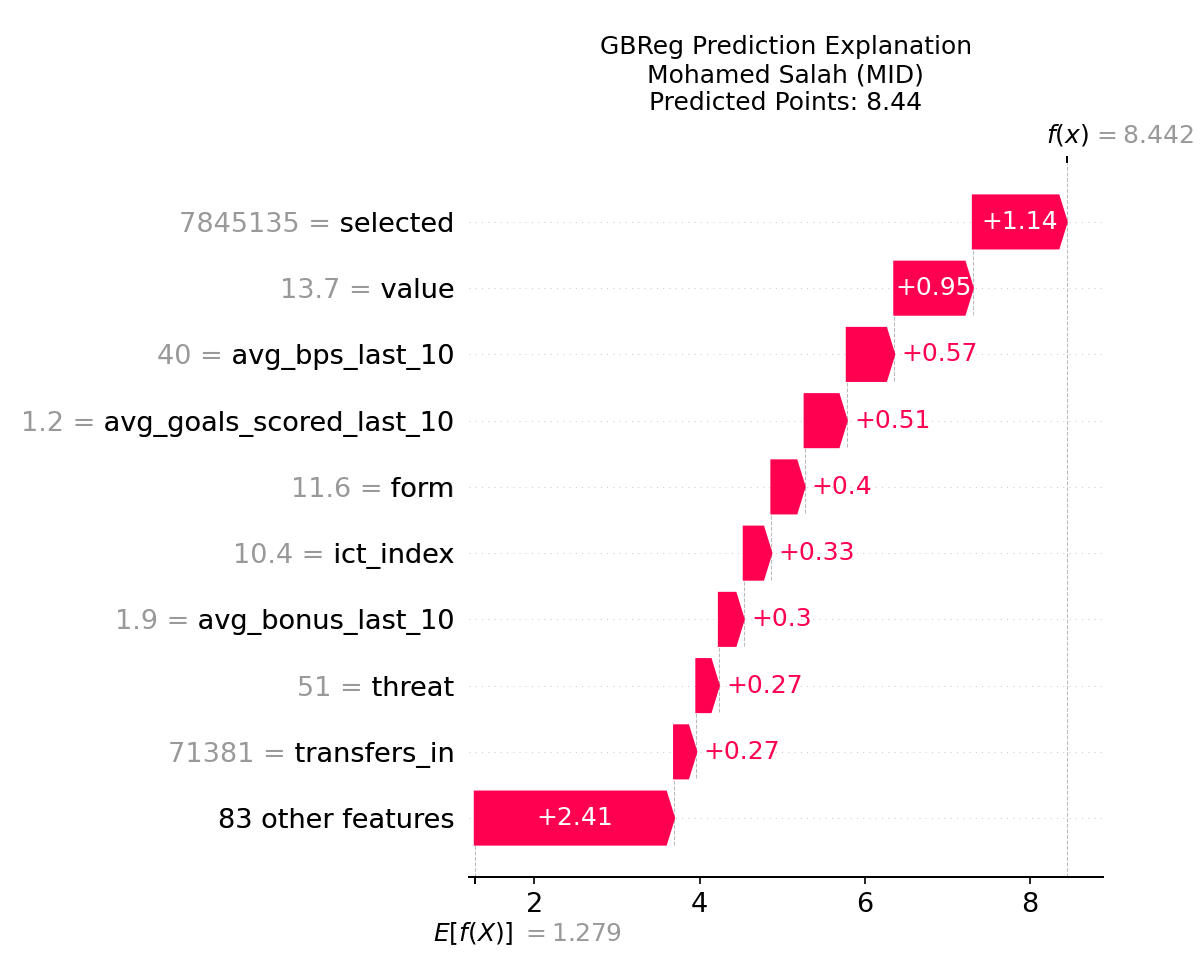 GBReg Prediction Explanation
Mohamed Salah (MID)
Predicted Points: 8.44
f(x) = 8.442
7845135 = selected
+1.14
13.7 = value
+0.95
40 = avg_bps_last_10
+0.57
1.2 = avg_goals_scored_last_10
+0.51
11.6 = form
+0.4
10.4 = ict_index
+0.33
1.9 = avg_bonus_last_10
+0.3
51 = threat
+0.27
71381 = transfers_in
+0.27
83 other features
+2.41
2 4 6 8
E[f(X)] = 1.279